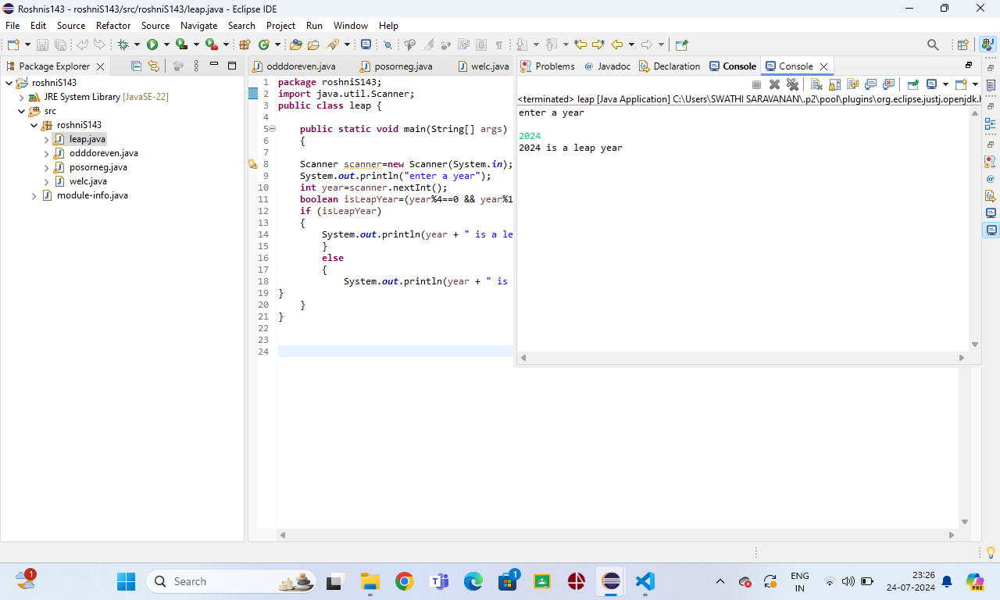 Roshnis143 - roshniS143/src/roshniS143/leap.java - Eclipse IDE
File Edit Source Refactor Source Navigate Search Project Run Window Help
Package Explorer
roshniS143
JRE System Library [JavaSE-22]
src
roshniS143
leap.java
odddoreven.java
posorneg.java
welc.java
module-info.java
odddoreven.java posorneg.java welc.java
1 package roshniS143;
2 import java.util.Scanner;
3 public class leap {
4
5 public static void main(String[] args)
6 {
7
8 Scanner scanner=new Scanner(System.in);
9 System.out.println("enter a year");
10 int year=scanner.nextInt();
11 boolean isLeapYear=(year%4==0 && year%1
12 if (isLeapYear)
13 {
14 System.out.println(year + " is a le
15 }
16 else
17 {
18 System.out.println(year + " is
19 }
20 }
21 }
22
23
24
Problems @ Javadoc Declaration Console Console
<terminated> leap [Java Application] C:\Users\SWATHI SARAVANAN\.p2\pool\plugins\org.eclipse.justj.openjdk.
enter a year
2024
2024 is a leap year
1
Search
1
ENG
IN
23:26
24-07-2024
PRE